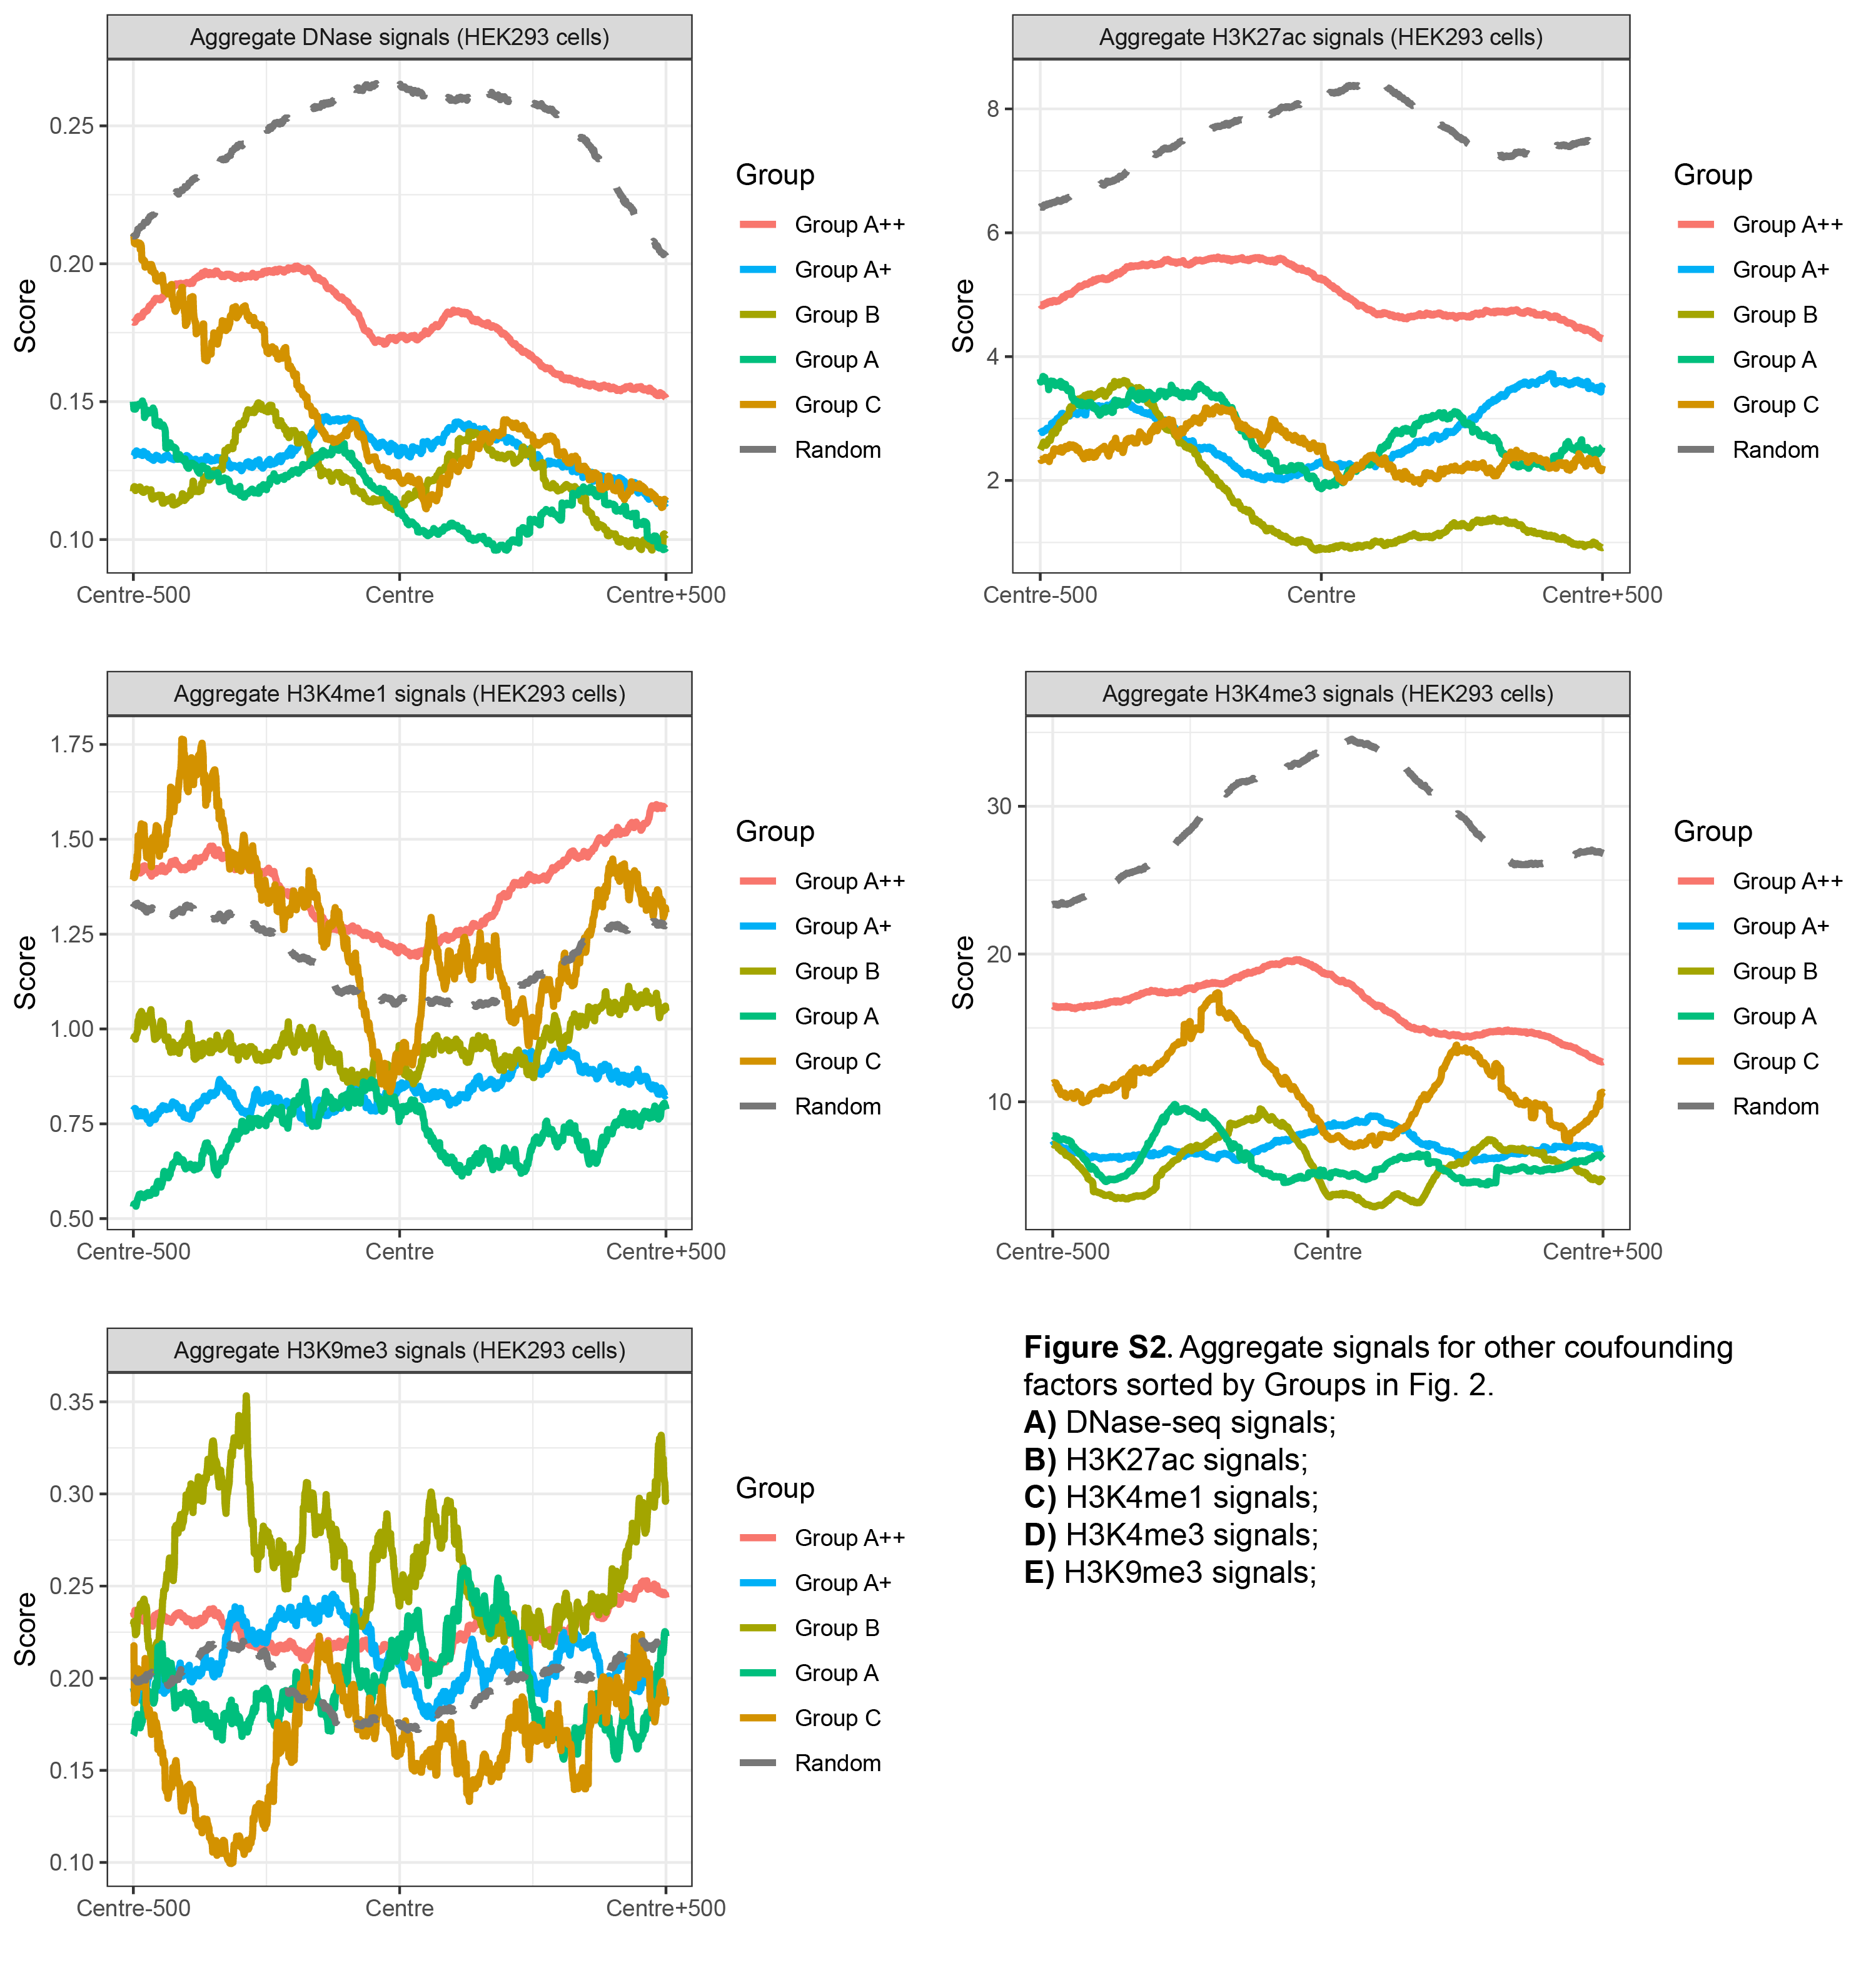 Aggregate DNase signals (HEK293 cells)
Score
0.25
0.20
0.15
0.10
Centre-500 Centre Centre+500
Group
Group A++
Group A+
Group B
Group A
Group C
Random
Aggregate H3K27ac signals (HEK293 cells)
Score
8
6
4
2
Centre-500 Centre Centre+500
Group
Group A++
Group A+
Group B
Group A
Group C
Random
Aggregate H3K4me1 signals (HEK293 cells)
Score
1.75
1.50
1.25
1.00
0.75
0.50
Centre-500 Centre Centre+500
Group
Group A++
Group A+
Group B
Group A
Group C
Random
Aggregate H3K4me3 signals (HEK293 cells)
Score
30
20
10
Centre-500 Centre Centre+500
Group
Group A++
Group A+
Group B
Group A
Group C
Random
Aggregate H3K9me3 signals (HEK293 cells)
Score
0.35
0.30
0.25
0.20
0.15
0.10
Centre-500 Centre Centre+500
Group
Group A++
Group A+
Group B
Group A
Group C
Random
Figure S2. Aggregate signals for other coufounding
factors sorted by Groups in Fig. 2.
A) DNase-seq signals;
B) H3K27ac signals;
C) H3K4me1 signals;
D) H3K4me3 signals;
E) H3K9me3 signals;